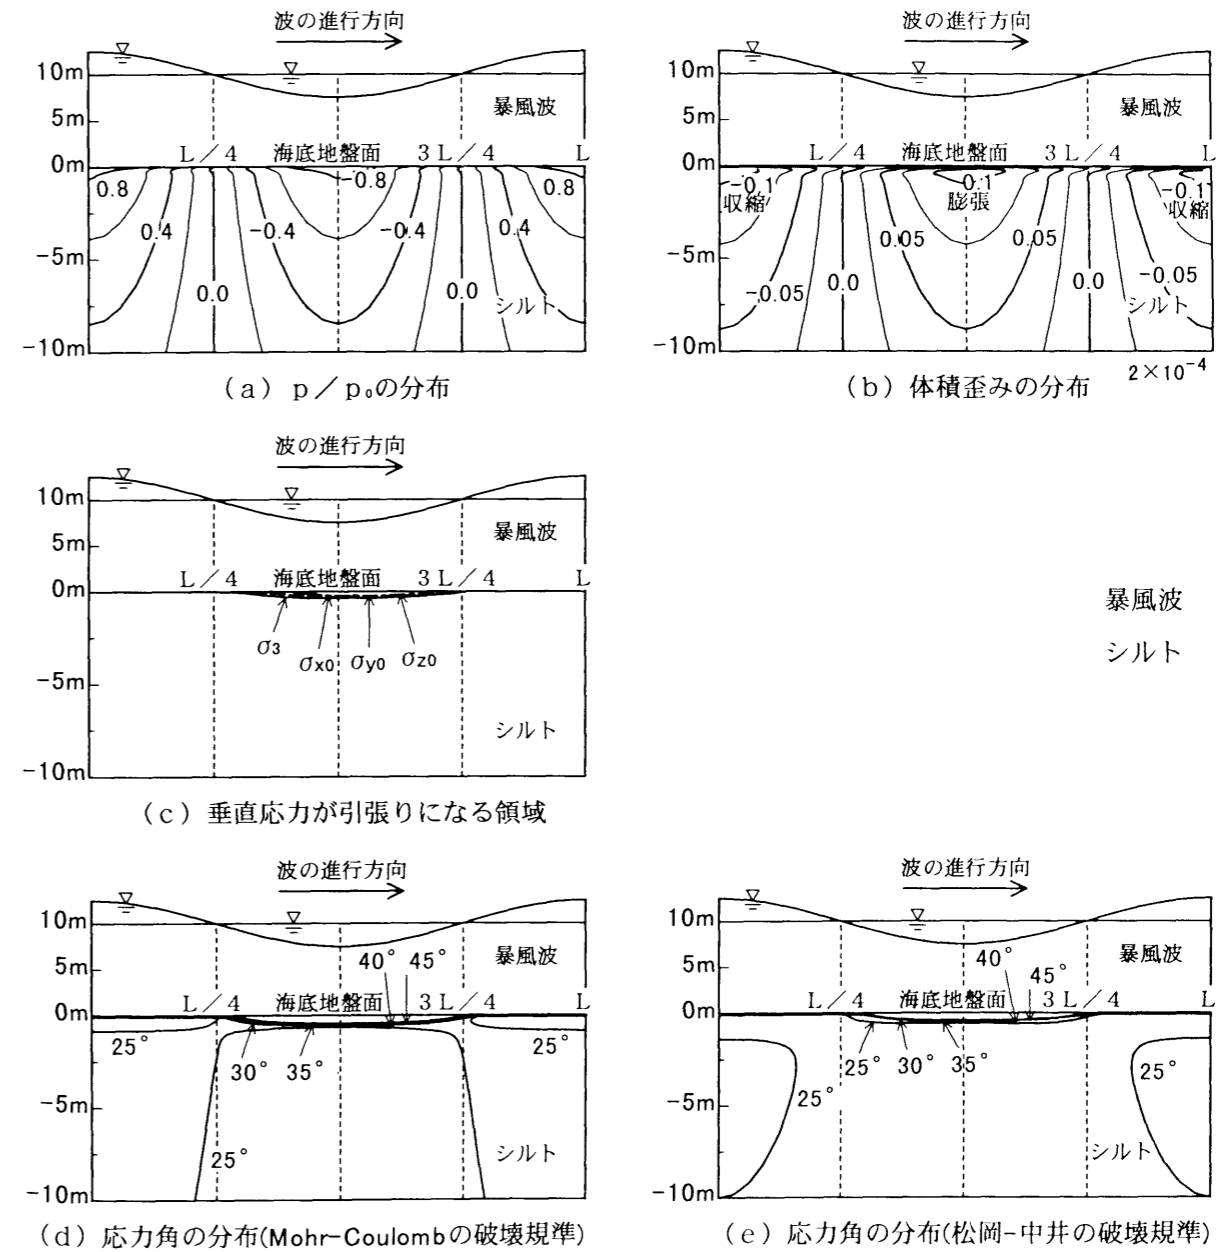 波の進行方向
10m
5m
暴風波
L/4 海底地盤面 3L/4 L
0m
0.8 -0.8 0.8
0.4 -0.4 -0.4 0.4
-5m
0.0 0.0
シルト
-10m
(a) p/p₀の分布
波の進行方向
10m
5m
暴風波
L/4 海底地盤面 3L/4 L
0m
-0.1 0.1 -0.1
収縮 膨張 収縮
0.05 0.05
-5m
-0.05 0.0 0.0 -0.05
シルト
-10m
2×10⁻⁴
(b) 体積歪みの分布
波の進行方向
10m
5m
暴風波
L/4 海底地盤面 3L/4 L
0m
σ3 σx0 σy0 σz0
-5m
シルト
-10m
(c) 垂直応力が引張りになる領域
暴風波
シルト
波の進行方向
10m
5m
暴風波
40° 45°
L/4 海底地盤面 3L/4 L
0m
25° 30° 35° 25°
-5m
25°
シルト
-10m
(d) 応力角の分布(Mohr-Coulombの破壊規準)
波の進行方向
10m
5m
暴風波
40° 45°
L/4 海底地盤面 3L/4 L
0m
25° 30° 35° 25°
25°
-5m
シルト
-10m
(e) 応力角の分布(松岡-中井の破壊規準)